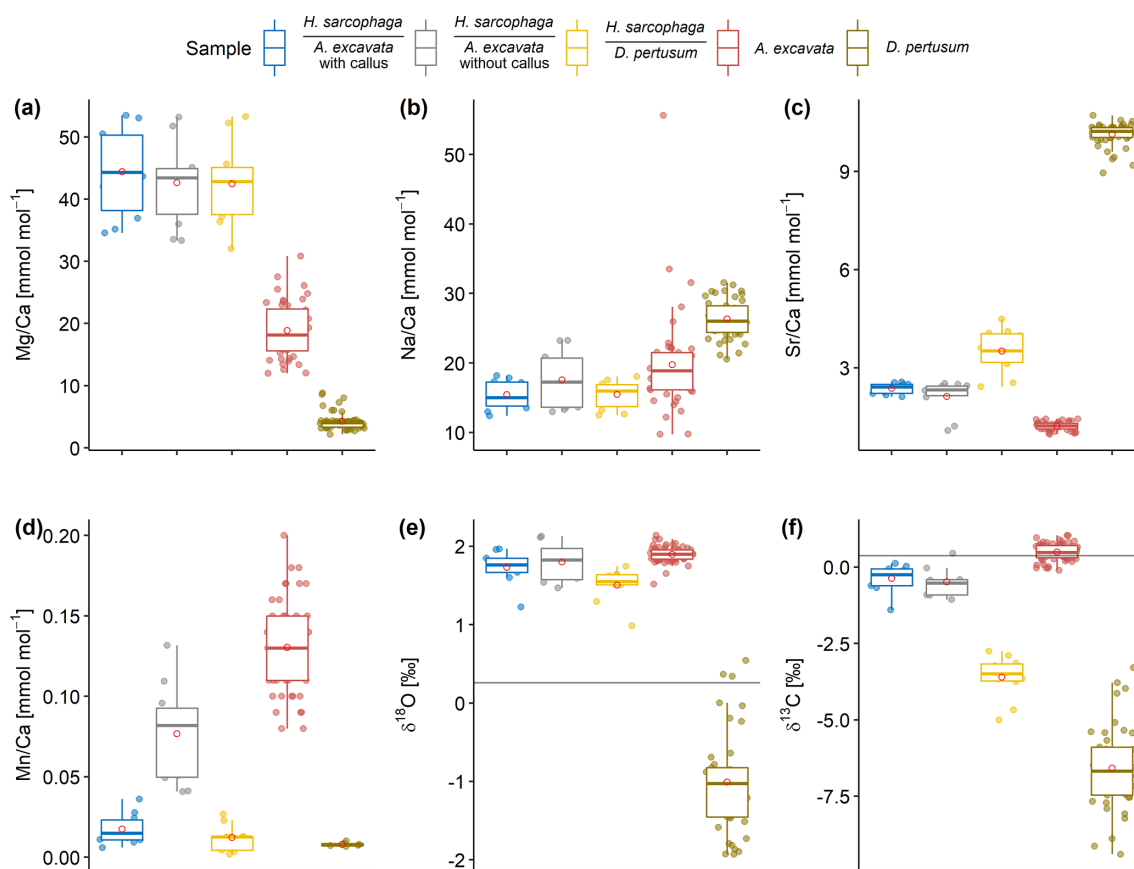 Sample
H. sarcophaga
A. excavata
with callus
H. sarcophaga
A. excavata
without callus
H. sarcophaga
D. pertusum
A. excavata
D. pertusum
(a)
Mg/Ca [mmol mol⁻¹]
50
40
30
20
10
0
(b)
Na/Ca [mmol mol⁻¹]
50
40
30
20
10
(c)
Sr/Ca [mmol mol⁻¹]
9
6
3
(d)
Mn/Ca [mmol mol⁻¹]
0.20
0.15
0.10
0.05
0.00
(e)
δ¹⁸O [‰]
2
1
0
-1
-2
(f)
δ¹³C [‰]
0.0
-2.5
-5.0
-7.5